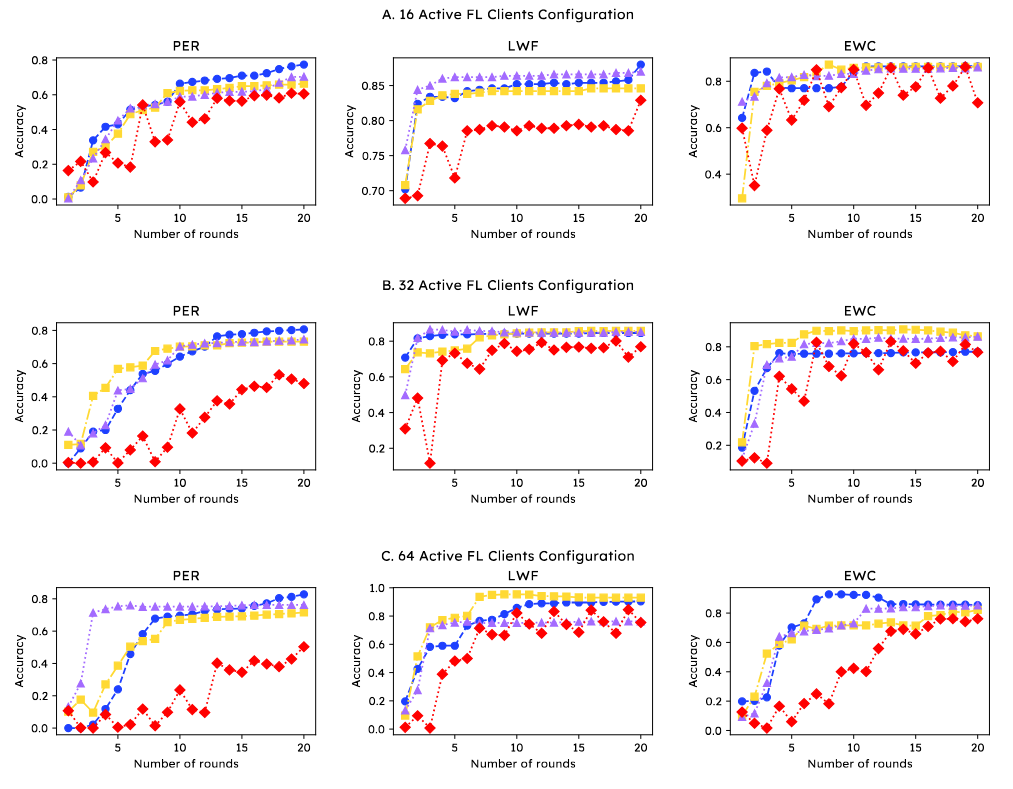 A. 16 Active FL Clients Configuration
PER
LWF
EWC
Accuracy
0.8
0.6
0.4
0.2
0.0
5
10
15
20
Number of rounds
Accuracy
0.85
0.80
0.75
0.70
5
10
15
20
Number of rounds
Accuracy
0.8
0.6
0.4
5
10
15
20
Number of rounds
B. 32 Active FL Clients Configuration
PER
LWF
EWC
Accuracy
0.8
0.6
0.4
0.2
0.0
5
10
15
20
Number of rounds
Accuracy
0.8
0.6
0.4
0.2
5
10
15
20
Number of rounds
Accuracy
0.8
0.6
0.4
0.2
5
10
15
20
Number of rounds
C. 64 Active FL Clients Configuration
PER
LWF
EWC
Accuracy
0.8
0.6
0.4
0.2
0.0
5
10
15
20
Number of rounds
Accuracy
1.0
0.8
0.6
0.4
0.2
0.0
5
10
15
20
Number of rounds
Accuracy
0.8
0.6
0.4
0.2
0.0
5
10
15
20
Number of rounds